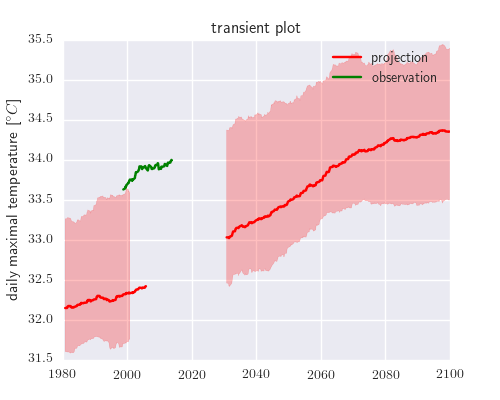 transient plot
35.5
35.0
34.5
34.0
33.5
33.0
32.5
32.0
31.5
daily maximal temperature [°C]
projection
observation
1980 2000 2020 2040 2060 2080 2100